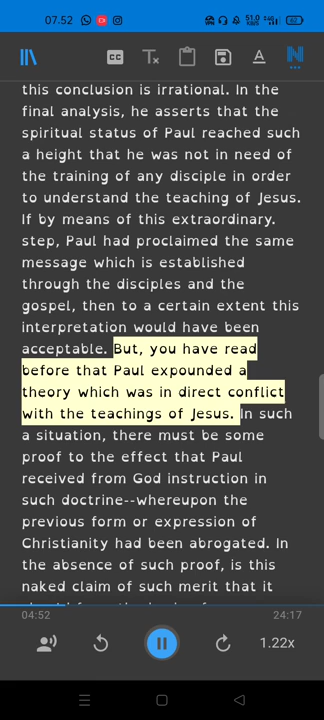 07.52
51.0
KB/S
62
CC
this conclusion is irrational. In the
final analysis, he asserts that the
spiritual status of Paul reached such
a height that he was not in need of
the training of any disciple in order
to understand the teaching of Jesus.
If by means of this extraordinary.
step, Paul had proclaimed the same
message which is established
through the disciples and the
gospel, then to a certain extent this
interpretation would have been
acceptable. But, you have read
before that Paul expounded a
theory which was in direct conflict
with the teachings of Jesus. In such
a situation, there must be some
proof to the effect that Paul
received from God instruction in
such doctrine--whereupon the
previous form or expression of
Christianity had been abrogated. In
the absence of such proof, is this
naked claim of such merit that it
04:52
24:17
1.22x